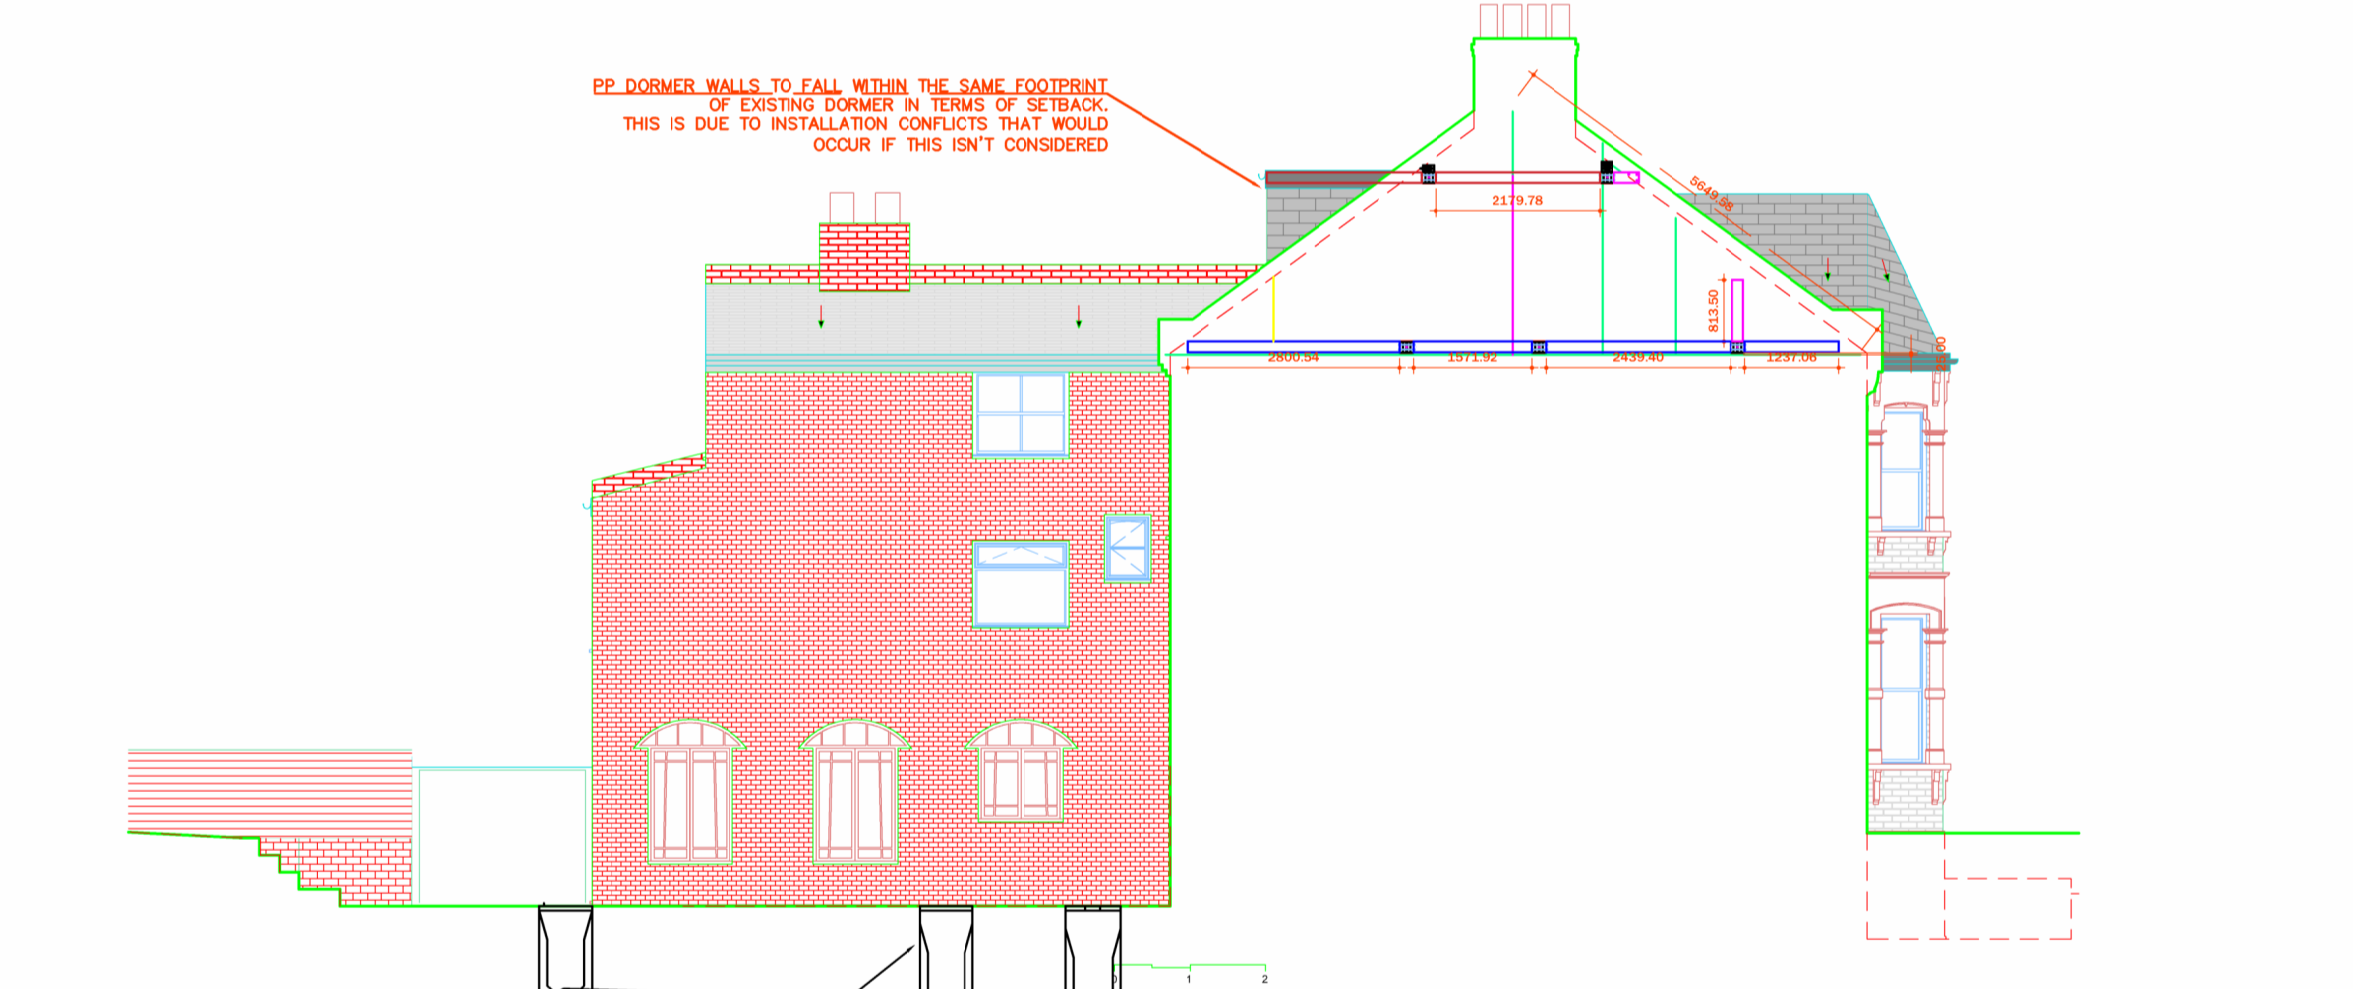 PP DORMER WALLS TO FALL WITHIN THE SAME FOOTPRINT
OF EXISTING DORMER IN TERMS OF SETBACK.
THIS IS DUE TO INSTALLATION CONFLICTS THAT WOULD
OCCUR IF THIS ISN'T CONSIDERED
5649.58
2179.78
813.50
2800.54
1571.92
2439.40
1237.06
0
1
2